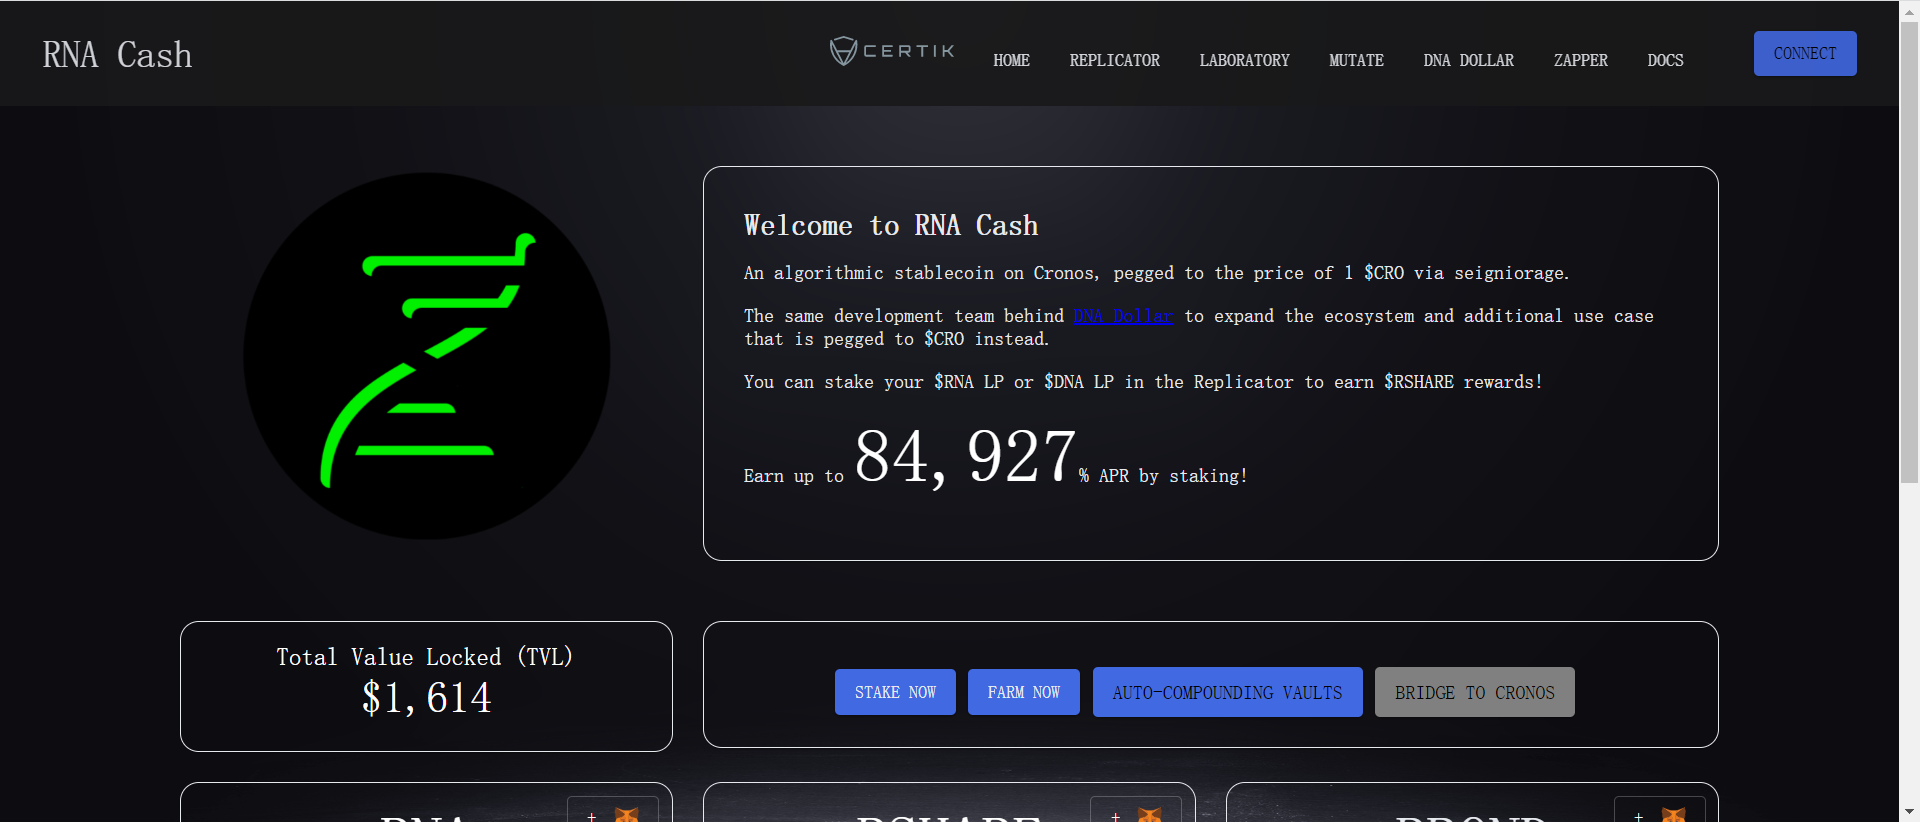 RNA Cash
CERTIK
HOME
REPLICATOR
LABORATORY
MUTATE
DNA DOLLAR
ZAPPER
DOCS
CONNECT
Welcome to RNA Cash
An algorithmic stablecoin on Cronos, pegged to the price of 1 $CRO via seigniorage.
The same development team behind DNA Dollar to expand the ecosystem and additional use case
that is pegged to $CRO instead.
You can stake your $RNA LP or $DNA LP in the Replicator to earn $RSHARE rewards!
Earn up to 84,927% APR by staking!
Total Value Locked (TVL)
$1,614
STAKE NOW
FARM NOW
AUTO-COMPOUNDING VAULTS
BRIDGE TO CRONOS
RNA
+
RSHARE
+
RBOND
+